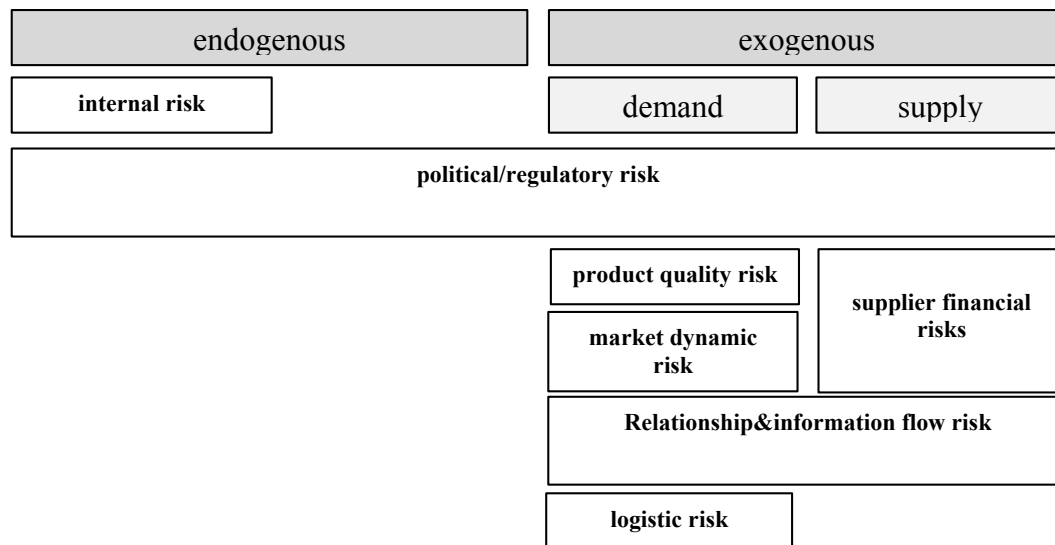 endogenous
exogenous
internal risk
demand
supply
political/regulatory risk
product quality risk
supplier financial
risks
market dynamic
risk
Relationship&information flow risk
logistic risk